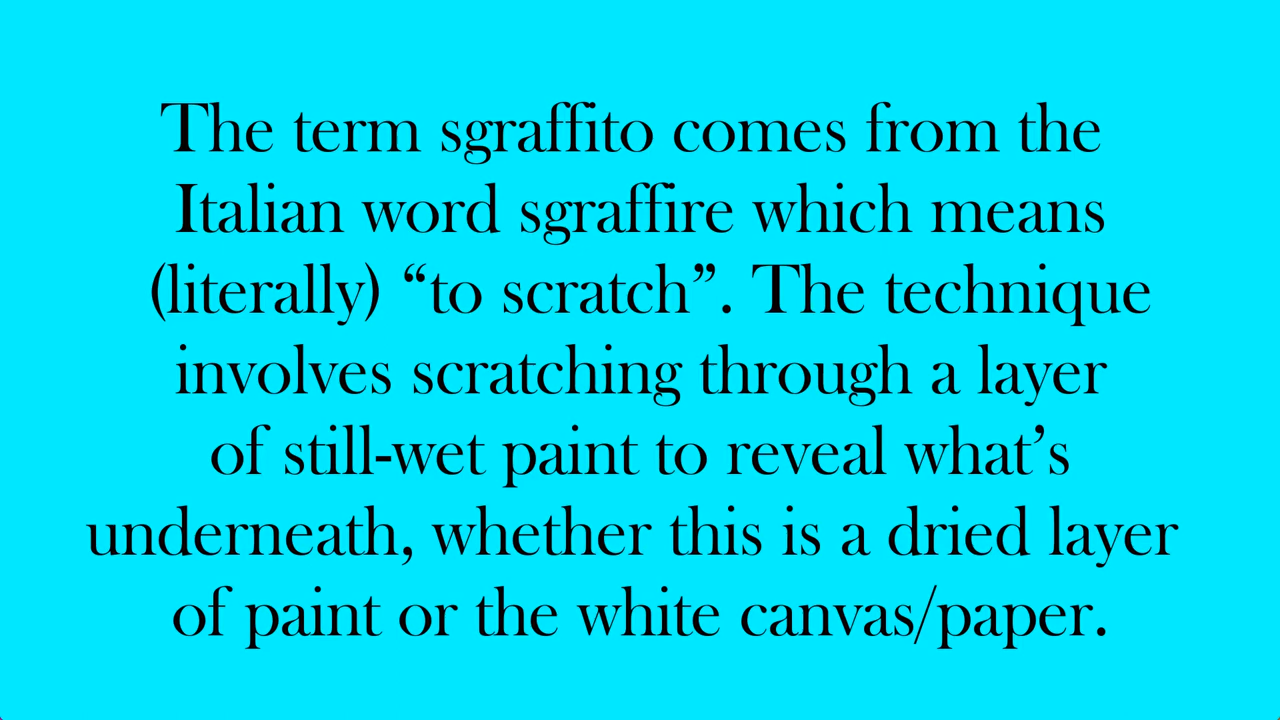 The term sgraffito comes from the
Italian word sgraffire which means
(literally) “to scratch”. The technique
involves scratching through a layer
of still-wet paint to reveal what’s
underneath, whether this is a dried layer
of paint or the white canvas/paper.